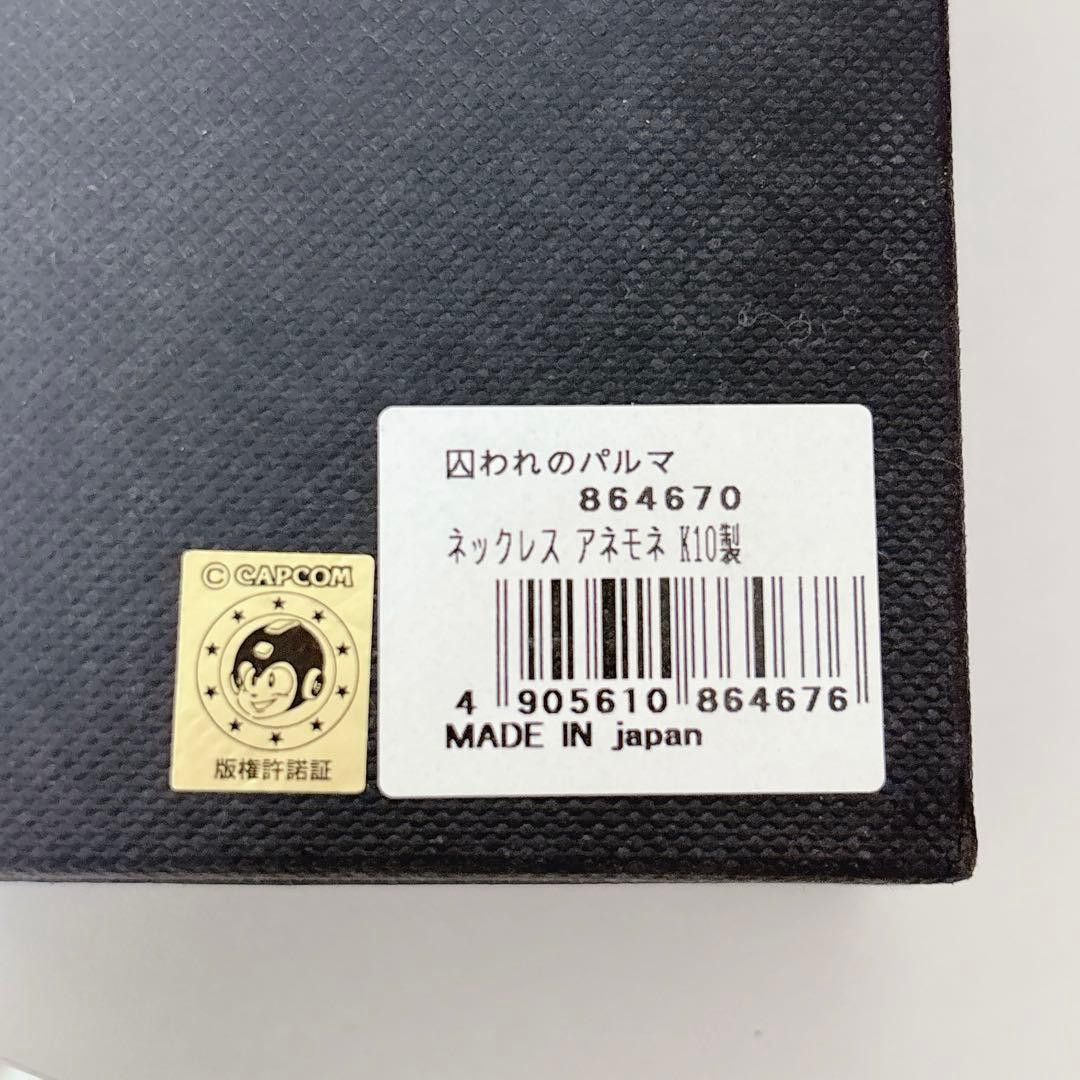 囚われのパルマ
864670
ネックレス アネモネ K10製
4 905610 864676
MADE IN japan
© CAPCOM
版権許諾証